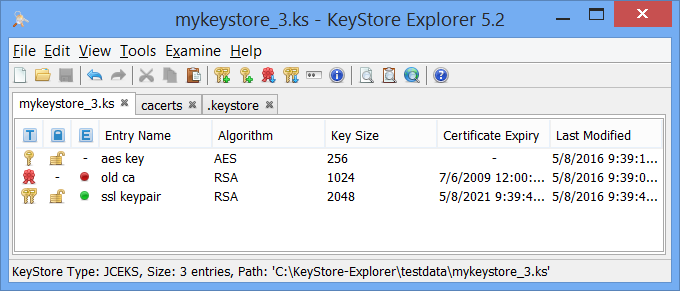 mykeystore_3.ks - KeyStore Explorer 5.2
File Edit View Tools Examine Help
mykeystore_3.ks cacerts .keystore
T E Entry Name Algorithm Key Size Certificate Expiry Last Modified
aes key AES 256 - 5/8/2016 9:39:1...
- old ca RSA 1024 7/6/2009 12:00:... 5/8/2016 9:39:0...
ssl keypair RSA 2048 5/8/2021 9:39:4... 5/8/2016 9:39:4...
KeyStore Type: JCEKS, Size: 3 entries, Path: 'C:\KeyStore-Explorer\testdata\mykeystore_3.ks'